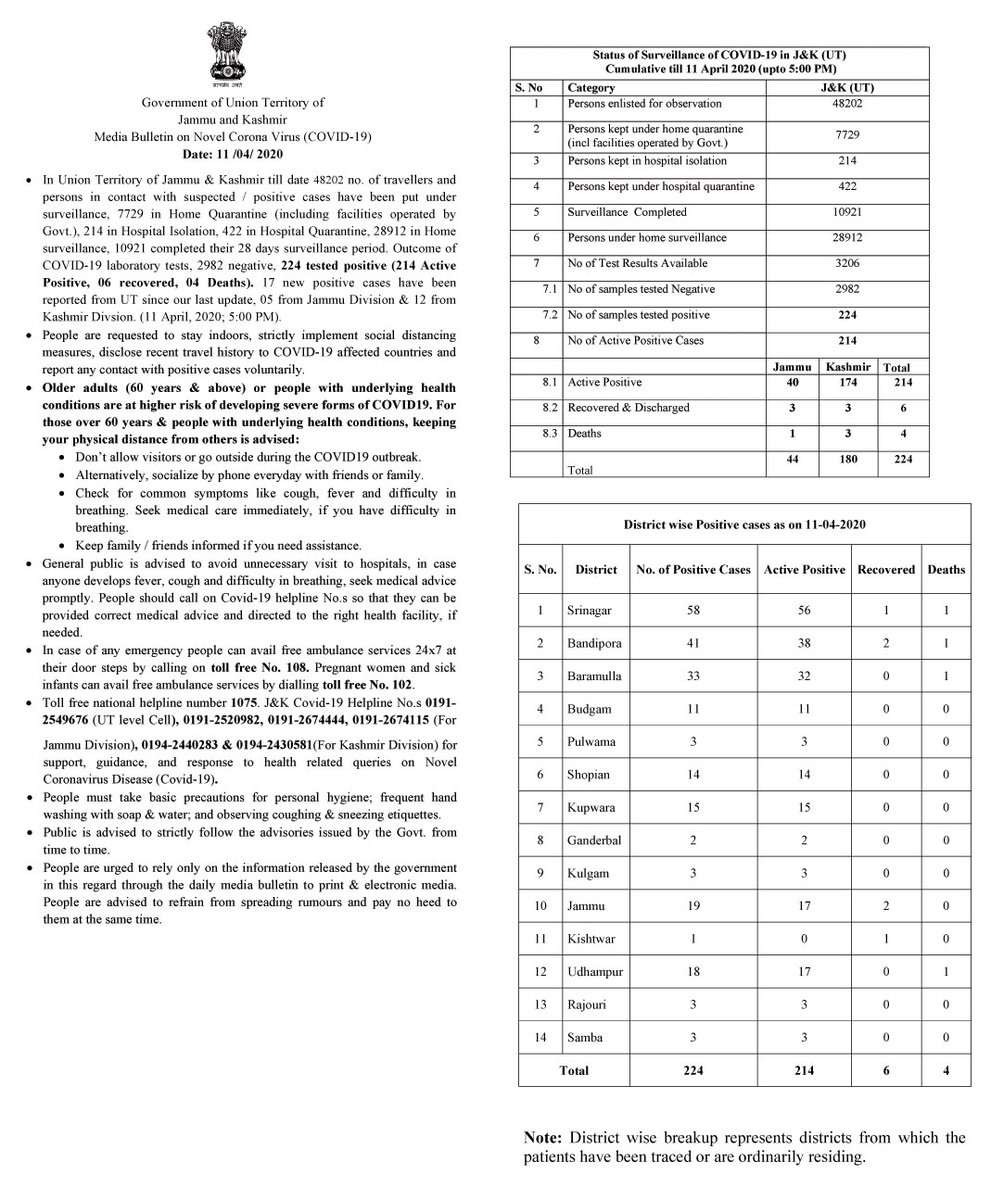 सत्यमेव जयते
Government of Union Territory of
Jammu and Kashmir
Media Bulletin on Novel Corona Virus (COVID-19)
Date: 11 /04/ 2020
• In Union Territory of Jammu & Kashmir till date 48202 no. of travellers and
persons in contact with suspected / positive cases have been put under
surveillance, 7729 in Home Quarantine (including facilities operated by
Govt.), 214 in Hospital Isolation, 422 in Hospital Quarantine, 28912 in Home
surveillance, 10921 completed their 28 days surveillance period. Outcome of
COVID-19 laboratory tests, 2982 negative, 224 tested positive (214 Active
Positive, 06 recovered, 04 Deaths). 17 new positive cases have been
reported from UT since our last update, 05 from Jammu Division & 12 from
Kashmir Divsion. (11 April, 2020; 5:00 PM).
• People are requested to stay indoors, strictly implement social distancing
measures, disclose recent travel history to COVID-19 affected countries and
report any contact with positive cases voluntarily.
• Older adults (60 years & above) or people with underlying health
conditions are at higher risk of developing severe forms of COVID19. For
those over 60 years & people with underlying health conditions, keeping
your physical distance from others is advised:
• Don't allow visitors or go outside during the COVID19 outbreak.
• Alternatively, socialize by phone everyday with friends or family.
• Check for common symptoms like cough, fever and difficulty in
breathing. Seek medical care immediately, if you have difficulty in
breathing.
• Keep family / friends informed if you need assistance.
• General public is advised to avoid unnecessary visit to hospitals, in case
anyone develops fever, cough and difficulty in breathing, seek medical advice
promptly. People should call on Covid-19 helpline No.s so that they can be
provided correct medical advice and directed to the right health facility, if
needed.
• In case of any emergency people can avail free ambulance services 24x7 at
their door steps by calling on toll free No. 108. Pregnant women and sick
infants can avail free ambulance services by dialling toll free No. 102.
• Toll free national helpline number 1075. J&K Covid-19 Helpline No.s 0191-
2549676 (UT level Cell), 0191-2520982, 0191-2674444, 0191-2674115 (For
Jammu Division), 0194-2440283 & 0194-2430581(For Kashmir Division) for
support, guidance, and response to health related queries on Novel
Coronavirus Disease (Covid-19).
• People must take basic precautions for personal hygiene; frequent hand
washing with soap & water; and observing coughing & sneezing etiquettes.
• Public is advised to strictly follow the advisories issued by the Govt. from
time to time.
• People are urged to rely only on the information released by the government
in this regard through the daily media bulletin to print & electronic media.
People are advised to refrain from spreading rumours and pay no heed to
them at the same time.
Status of Surveillance of COVID-19 in J&K (UT)
Cumulative till 11 April 2020 (upto 5:00 PM)
S. No Category J&K (UT)
1 Persons enlisted for observation 48202
2 Persons kept under home quarantine
(incl facilities operated by Govt.) 7729
3 Persons kept in hospital isolation 214
4 Persons kept under hospital quarantine 422
5 Surveillance Completed 10921
6 Persons under home surveillance 28912
7 No of Test Results Available 3206
7.1 No of samples tested Negative 2982
7.2 No of samples tested positive 224
8 No of Active Positive Cases 214
Jammu Kashmir Total
8.1 Active Positive 40 174 214
8.2 Recovered & Discharged 3 3 6
8.3 Deaths 1 3 4
Total 44 180 224
District wise Positive cases as on 11-04-2020
S. No. District No. of Positive Cases Active Positive Recovered Deaths
1 Srinagar 58 56 1 1
2 Bandipora 41 38 2 1
3 Baramulla 33 32 0 1
4 Budgam 11 11 0 0
5 Pulwama 3 3 0 0
6 Shopian 14 14 0 0
7 Kupwara 15 15 0 0
8 Ganderbal 2 2 0 0
9 Kulgam 3 3 0 0
10 Jammu 19 17 2 0
11 Kishtwar 1 0 1 0
12 Udhampur 18 17 0 1
13 Rajouri 3 3 0 0
14 Samba 3 3 0 0
Total 224 214 6 4
Note: District wise breakup represents districts from which the
patients have been traced or are ordinarily residing.